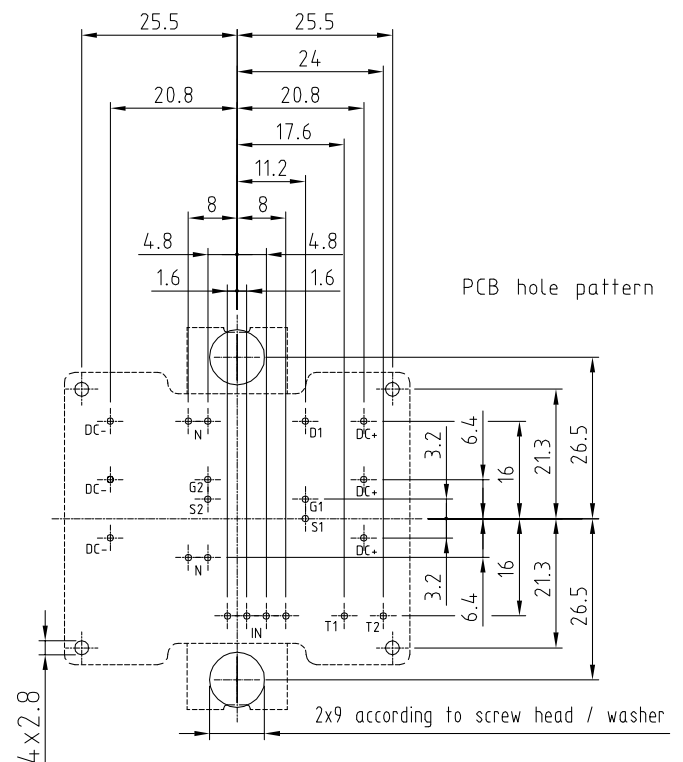 25.5 25.5
24
20.8 20.8
17.6
11.2
8 8
4.8 4.8
1.6 1.6
PCB hole pattern
DC- N D1 DC+
DC- G2 DC+
S2 G1
S1
DC- DC+
N
IN T1 T2
3.2 6.4 16 21.3 26.5
3.2 6.4 16 21.3 26.5
4x2.8
2x9 according to screw head / washer